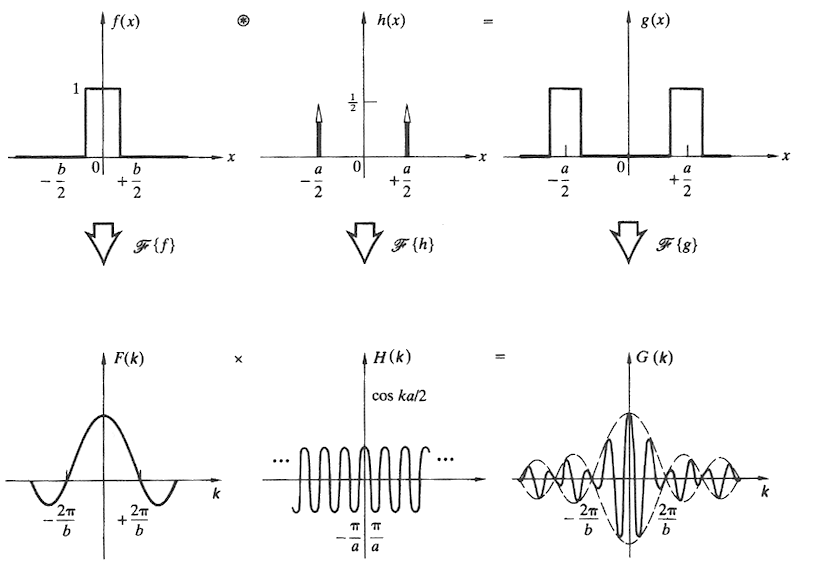 f(x) ⊛ h(x) = g(x)
1
1/2
0 x 0 x 0 x
−b/2 +b/2 −a/2 +a/2 −a/2 +a/2
ℱ{f} ℱ{h} ℱ{g}
F(k) × H(k) = G(k)
cos ka/2
... ...
k k
−2π/b +2π/b −π/a π/a −2π/b 2π/b